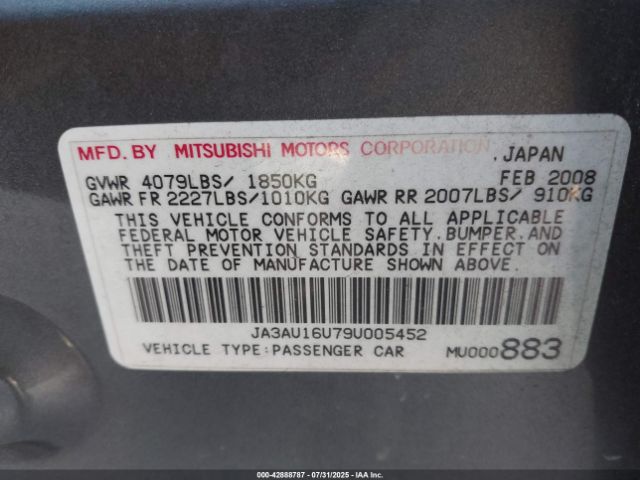 MFD. BY MITSUBISHI MOTORS CORPORATION, JAPAN
GVWR 4079LBS/ 1850KG FEB 2008
GAWR FR 2227LBS/1010KG GAWR RR 2007LBS/ 910KG
THIS VEHICLE CONFORMS TO ALL APPLICABLE
FEDERAL MOTOR VEHICLE SAFETY, BUMPER, AND
THEFT PREVENTION STANDARDS IN EFFECT ON
THE DATE OF MANUFACTURE SHOWN ABOVE.
JA3AU16U79U005452
VEHICLE TYPE:PASSENGER CAR MU000883
000-42888787 - 07/31/2025 - IAAI.COM